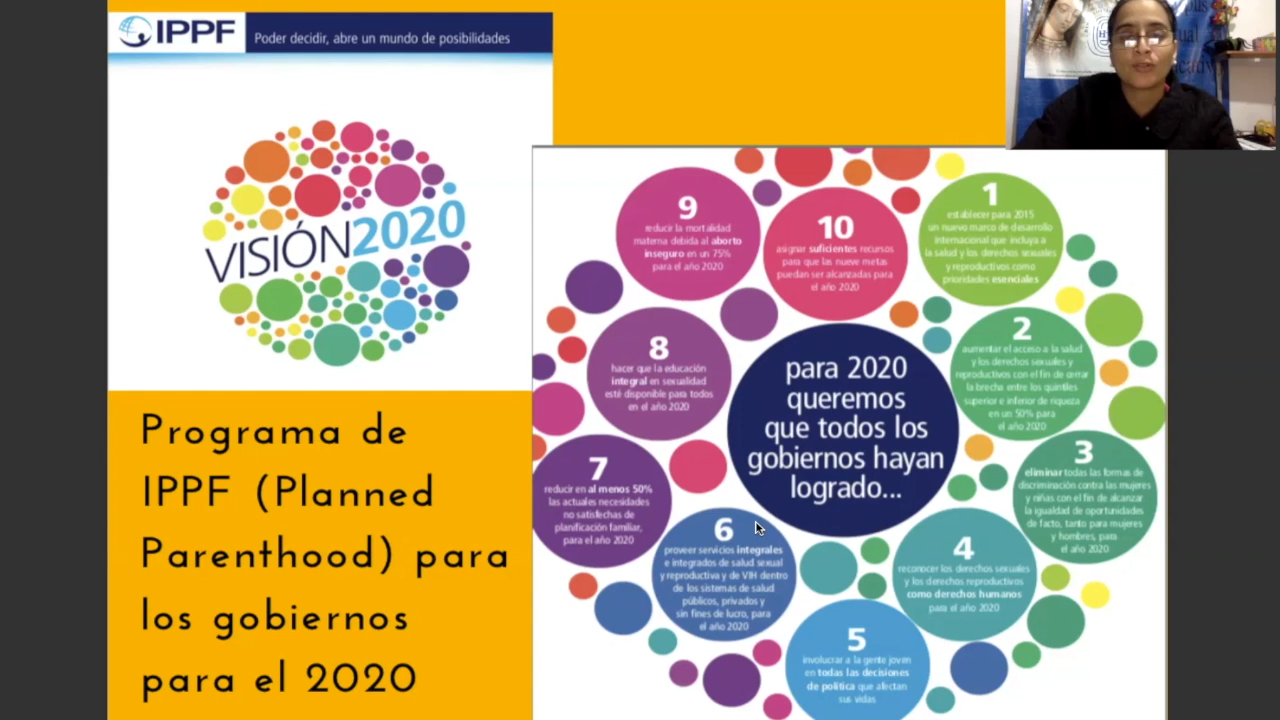 IPPF
Poder decidir, abre un mundo de posibilidades
VISIÓN2020
Programa de
IPPF (Planned
Parenthood) para
los gobiernos
para el 2020
para 2020
queremos
que todos los
gobiernos hayan
logrado...
1
establecer para 2015
un nuevo marco de desarrollo
internacional que incluya a
la salud y los derechos sexuales
y reproductivos como
prioridades esenciales
2
aumentar el acceso a la salud
y los derechos sexuales y
reproductivos con el fin de cerrar
la brecha entre los quintiles
superior e inferior de riqueza
en un 50% para
el año 2020
3
eliminar todas las formas de
discriminación contra las mujeres
y niñas con el fin de alcanzar
la igualdad de oportunidades
de facto, tanto para mujeres
y hombres, para
el año 2020
4
reconocer los derechos sexuales
y los derechos reproductivos
como derechos humanos
para el año 2020
5
involucrar a la gente joven
en todas las decisiones
de política que afectan
sus vidas
6
proveer servicios integrales
e integrados de salud sexual
y reproductiva y de VIH dentro
de los sistemas de salud
públicos, privados y
sin fines de lucro, para
el año 2020
7
reducir en al menos 50%
las actuales necesidades
no satisfechas de
planificación familiar,
para el año 2020
8
hacer que la educación
integral en sexualidad
esté disponible para todos
en el año 2020
9
reducir la mortalidad
materna debida al aborto
inseguro en un 75%
para el año 2020
10
asignar suficientes recursos
para que las nueve metas
puedan ser alcanzadas para
el año 2020